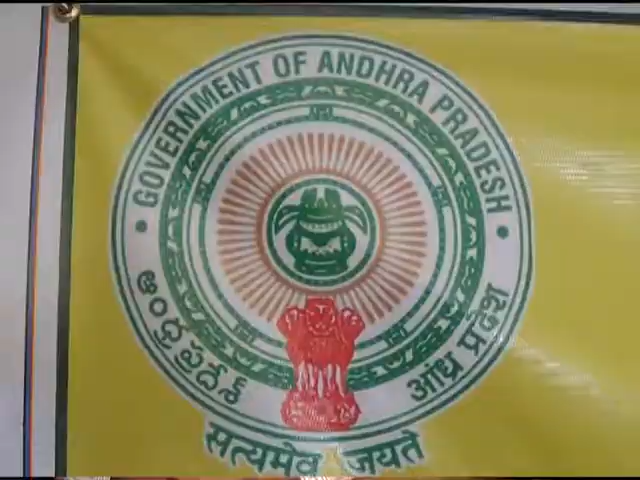 GOVERNMENT OF ANDHRA PRADESH
ఆంధ్రప్రదేశ్
आंध्र प्रदेश
सत्यमेव जयते